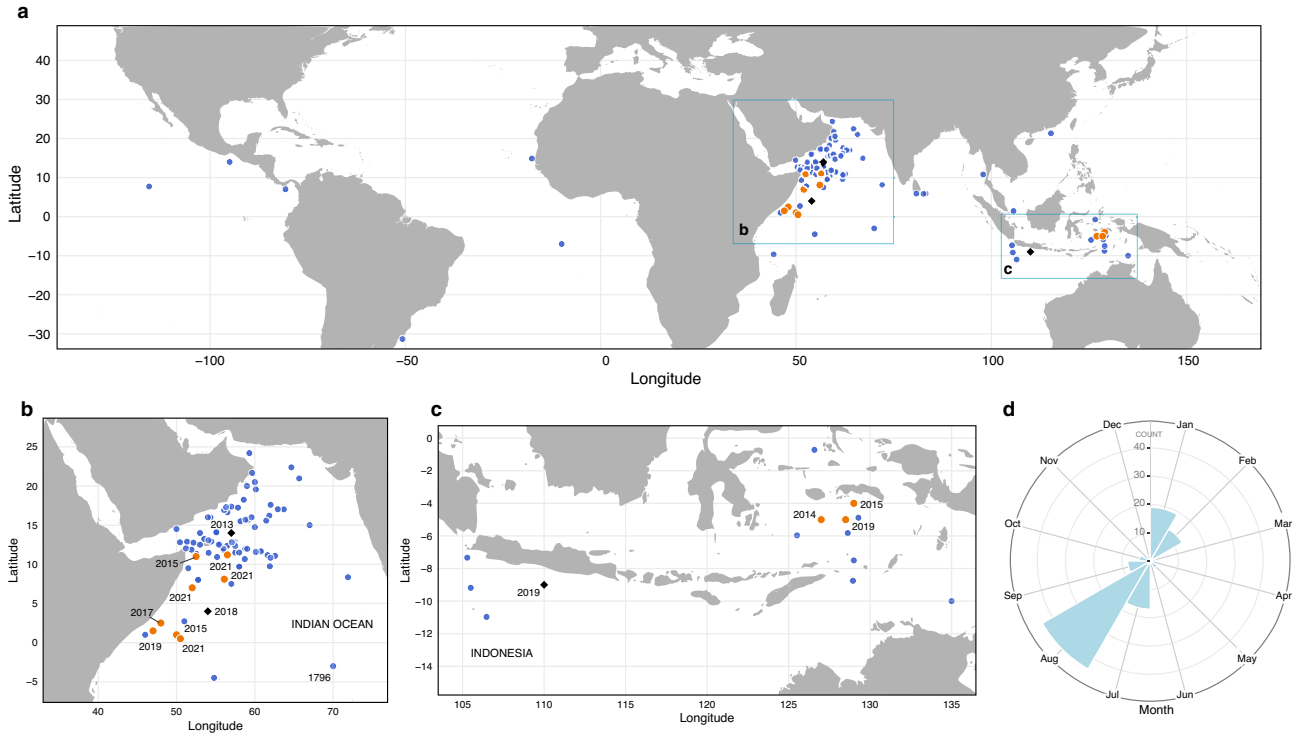 a
40
30
20
10
0
−10
−20
−30
Latitude
b
c
−100
−50
0
50
100
150
Longitude
b
25
20
15
10
5
0
−5
Latitude
2013
2015
2021
2021
2021
2018
2017
2015
2019
2021
INDIAN OCEAN
1796
40
50
60
70
Longitude
c
0
−2
−4
−6
−8
−10
−12
−14
Latitude
2015
2014
2019
2019
INDONESIA
105
110
115
120
125
130
135
Longitude
d
Dec
Jan
COUNT
40
30
20
10
Nov
Feb
Oct
Mar
Sep
Apr
Aug
May
Jul
Jun
Month